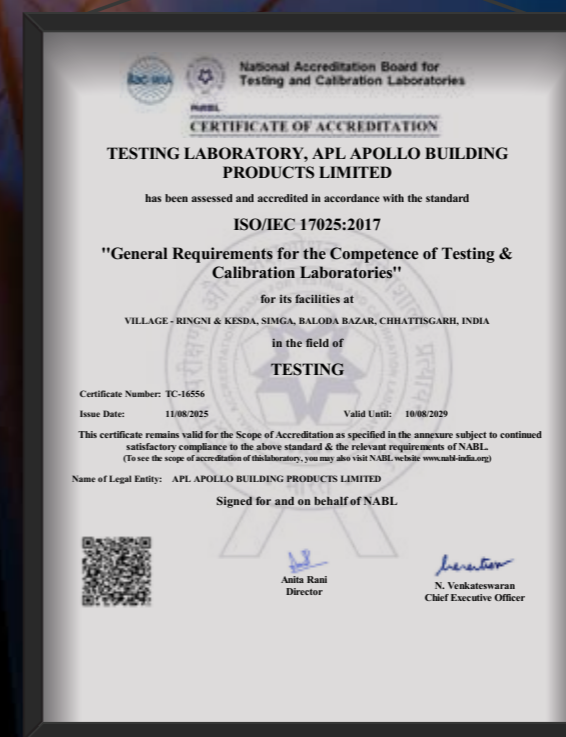 National Accreditation Board for
Testing and Calibration Laboratories
NABL
CERTIFICATE OF ACCREDITATION
TESTING LABORATORY, APL APOLLO BUILDING
PRODUCTS LIMITED
has been assessed and accredited in accordance with the standard
ISO/IEC 17025:2017
"General Requirements for the Competence of Testing &
Calibration Laboratories"
for its facilities at
VILLAGE - RINGNI & KESDA, SIMGA, BALODA BAZAR, CHHATTISGARH, INDIA
in the field of
TESTING
Certificate Number: TC-16556
Issue Date: 11/08/2025 Valid Until: 10/08/2029
This certificate remains valid for the Scope of Accreditation as specified in the annexure subject to continued
satisfactory compliance to the above standard & the relevant requirements of NABL.
(To see the scope of accreditation of thislaboratory, you may also visit NABL website www.nabl-india.org)
Name of Legal Entity: APL APOLLO BUILDING PRODUCTS LIMITED
Signed for and on behalf of NABL
Anita Rani
Director
N. Venkateswaran
Chief Executive Officer